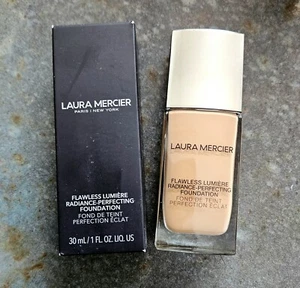 LAURA MERCIER
PARIS | NEW YORK
FLAWLESS LUMIÈRE
RADIANCE-PERFECTING
FOUNDATION
FOND DE TEINT
PERFECTION ÉCLAT
30 mL/1 FL. OZ. LIQ. US
LAURA MERCIER
FLAWLESS LUMIÈRE
RADIANCE-PERFECTING
FOUNDATION
FOND DE TEINT
PERFECTION ÉCLAT